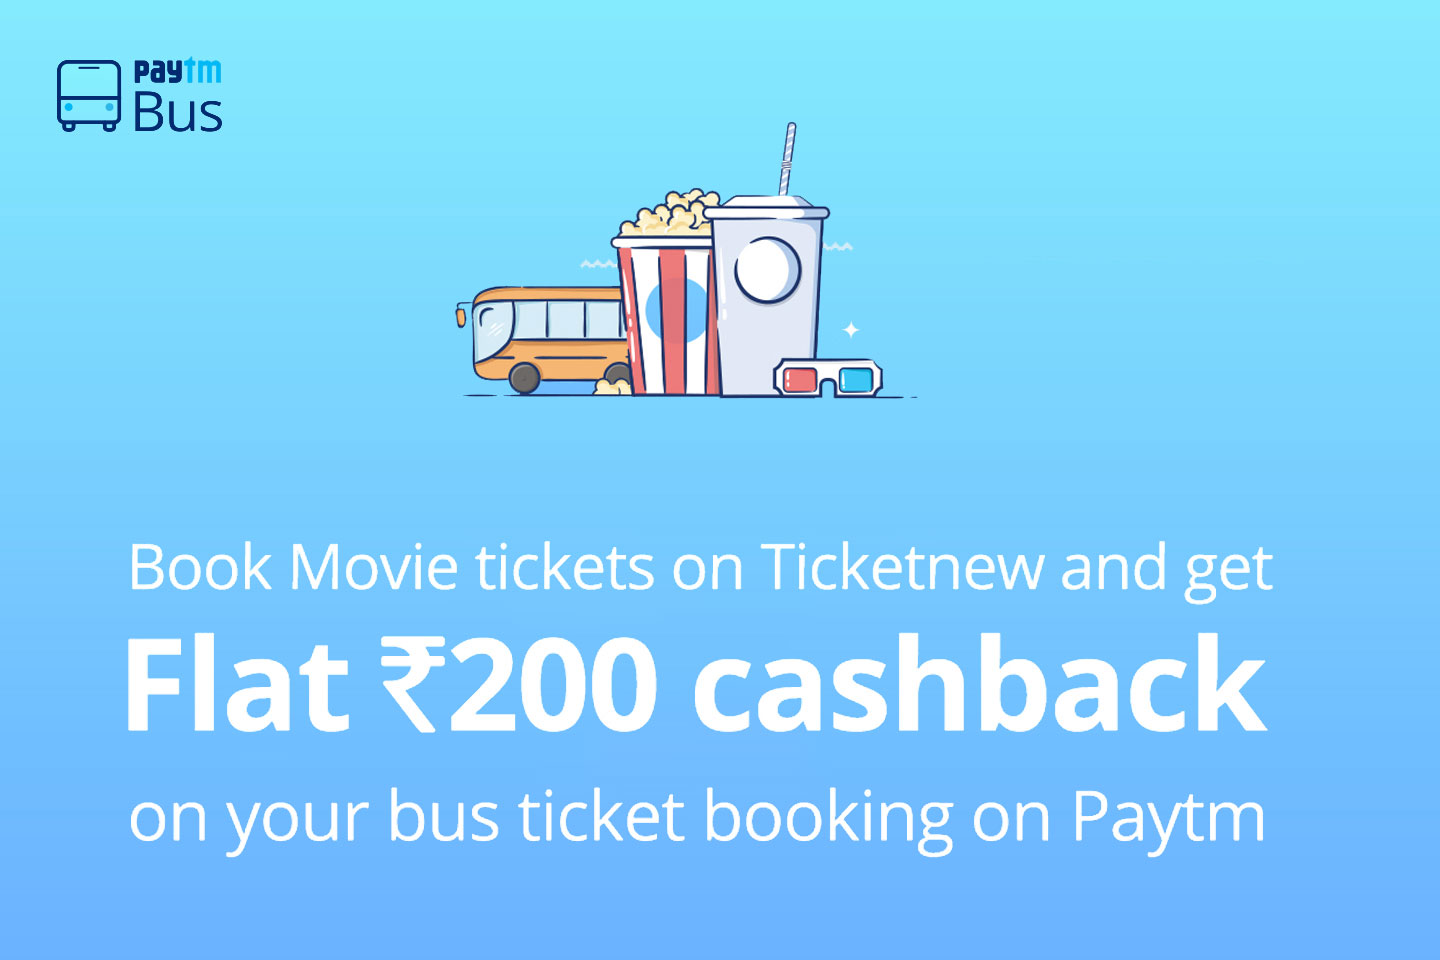 paytm
Bus
Book Movie tickets on Ticketnew and get
Flat ₹200 cashback
on your bus ticket booking on Paytm